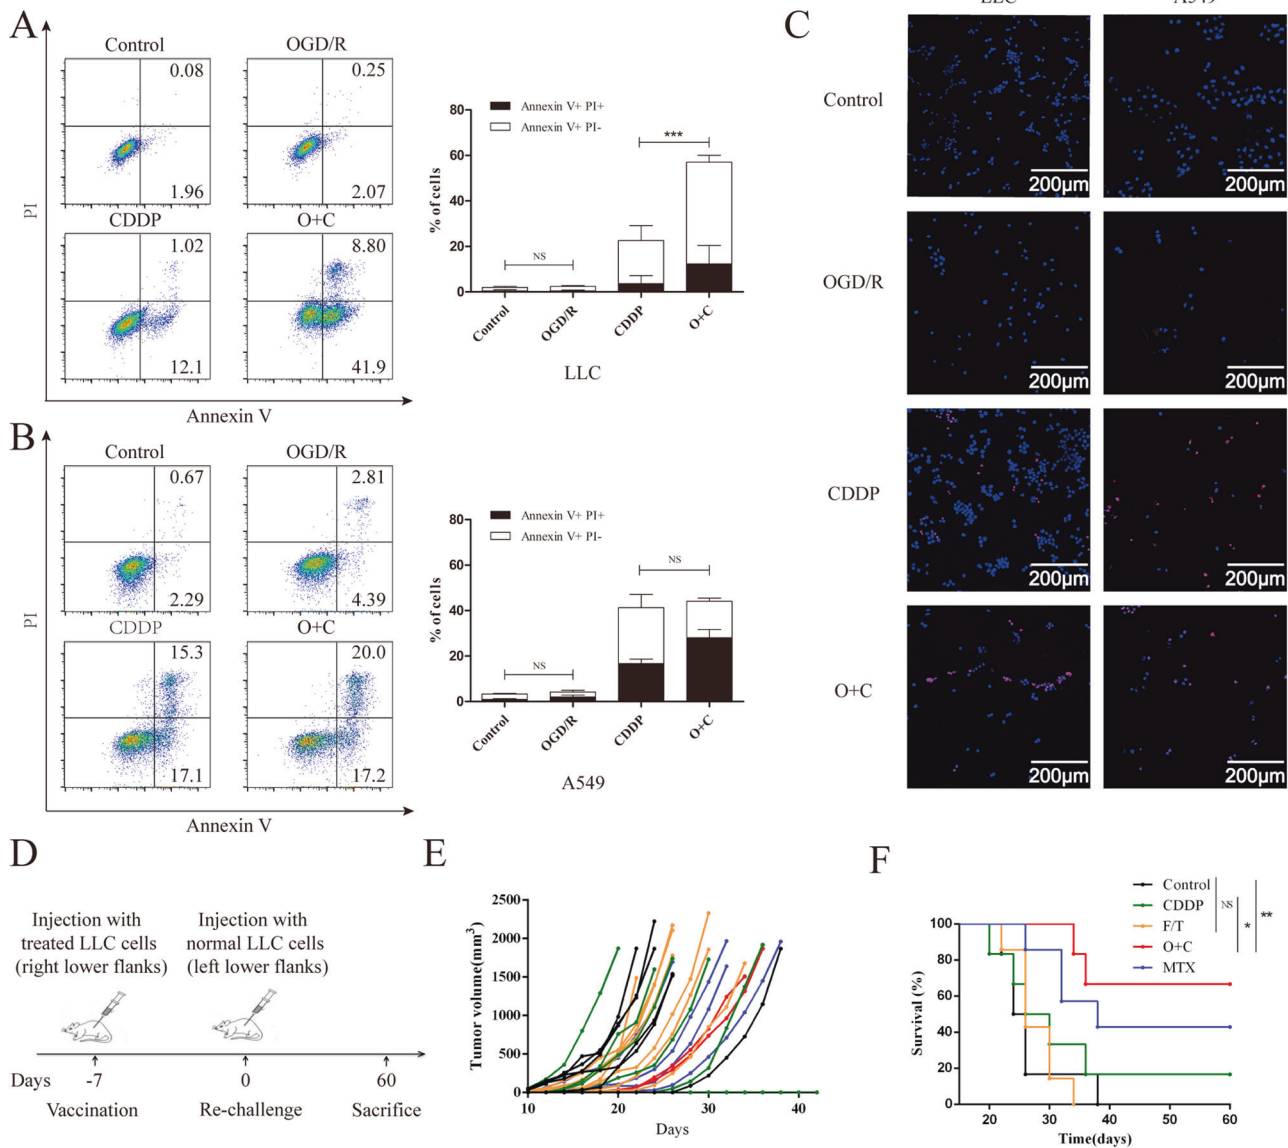 A
Control
OGD/R
0.08
0.25
1.96
2.07
CDDP
O+C
1.02
8.80
12.1
41.9
PI
Annexin V
80
60
40
20
0
% of cells
Annexin V+ PI+
Annexin V+ PI-
NS
***
Control
OGD/R
CDDP
O+C
LLC
B
Control
OGD/R
0.67
2.81
2.29
4.39
CDDP
O+C
15.3
20.0
17.1
17.2
PI
Annexin V
80
60
40
20
0
% of cells
Annexin V+ PI+
Annexin V+ PI-
NS
NS
Control
OGD/R
CDDP
O+C
A549
C
LLC
A549
Control
200μm
200μm
OGD/R
200μm
200μm
CDDP
200μm
200μm
O+C
200μm
200μm
D
Injection with
treated LLC cells
(right lower flanks)
Injection with
normal LLC cells
(left lower flanks)
Days
-7
0
60
Vaccination
Re-challenge
Sacrifice
E
2500
2000
1500
1000
500
0
Tumor volume(mm³)
10
20
30
40
Days
F
Control
CDDP
F/T
O+C
MTX
NS
*
**
100
80
60
40
20
0
Survival (%)
20
30
40
50
60
Time(days)